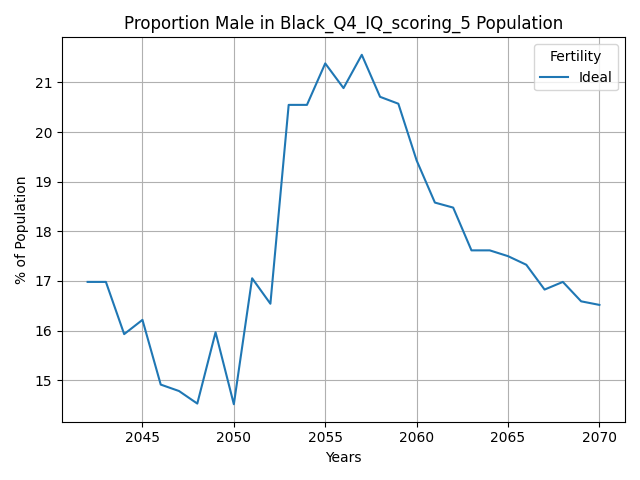 Proportion Male in Black_Q4_IQ_scoring_5 Population
Fertility
Ideal
% of Population
21
20
19
18
17
16
15
2045
2050
2055
2060
2065
2070
Years